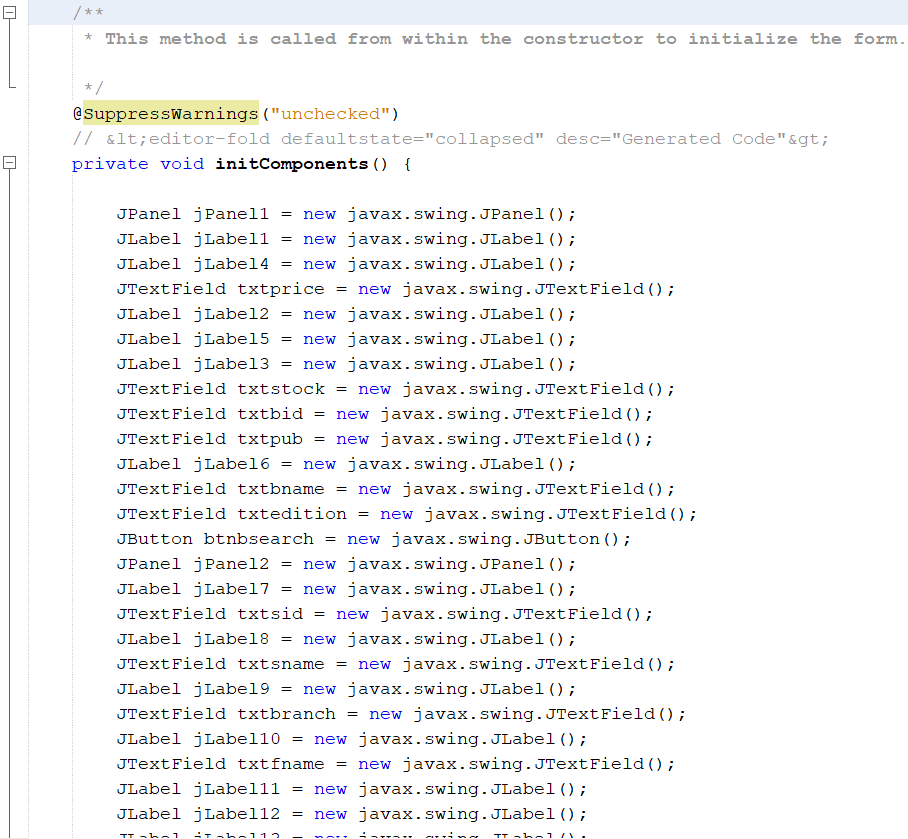 /**
* This method is called from within the constructor to initialize the form.
*/
@SuppressWarnings("unchecked")
// &lt;editor-fold defaultstate="collapsed" desc="Generated Code"&gt;
private void initComponents() {
JPanel jPanel1 = new javax.swing.JPanel();
JLabel jLabel1 = new javax.swing.JLabel();
JLabel jLabel4 = new javax.swing.JLabel();
JTextField txtprice = new javax.swing.JTextField();
JLabel jLabel2 = new javax.swing.JLabel();
JLabel jLabel5 = new javax.swing.JLabel();
JLabel jLabel3 = new javax.swing.JLabel();
JTextField txtstock = new javax.swing.JTextField();
JTextField txtbid = new javax.swing.JTextField();
JTextField txtpub = new javax.swing.JTextField();
JLabel jLabel6 = new javax.swing.JLabel();
JTextField txtbname = new javax.swing.JTextField();
JTextField txtedition = new javax.swing.JTextField();
JButton btnbsearch = new javax.swing.JButton();
JPanel jPanel2 = new javax.swing.JPanel();
JLabel jLabel7 = new javax.swing.JLabel();
JTextField txtsid = new javax.swing.JTextField();
JLabel jLabel8 = new javax.swing.JLabel();
JTextField txtsname = new javax.swing.JTextField();
JLabel jLabel9 = new javax.swing.JLabel();
JTextField txtbranch = new javax.swing.JTextField();
JLabel jLabel10 = new javax.swing.JLabel();
JTextField txtfname = new javax.swing.JTextField();
JLabel jLabel11 = new javax.swing.JLabel();
JLabel jLabel12 = new javax.swing.JLabel();